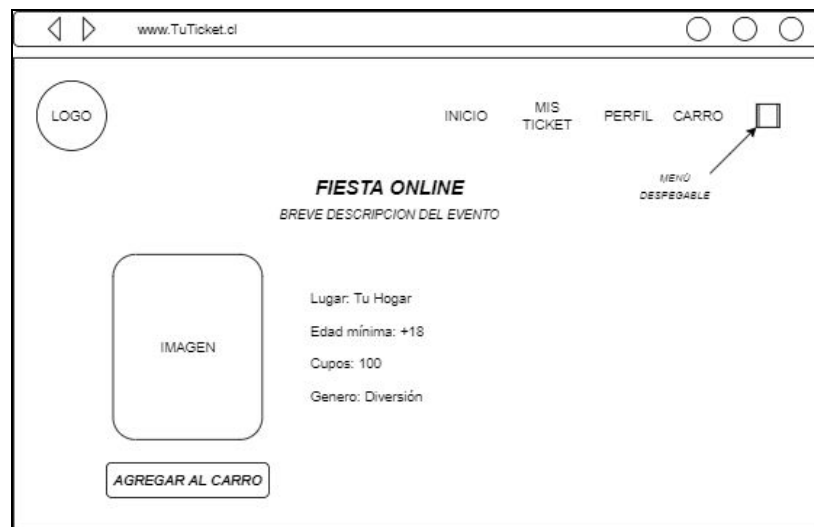 www.TuTicket.cl
LOGO
INICIO
MIS
TICKET
PERFIL
CARRO
MENÚ
DESPEGABLE
FIESTA ONLINE
BREVE DESCRIPCION DEL EVENTO
IMAGEN
Lugar: Tu Hogar
Edad mínima: +18
Cupos: 100
Genero: Diversión
AGREGAR AL CARRO